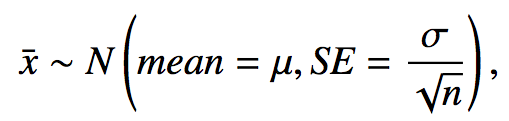 x̄ ~ N(mean = μ, SE = σ/√n),